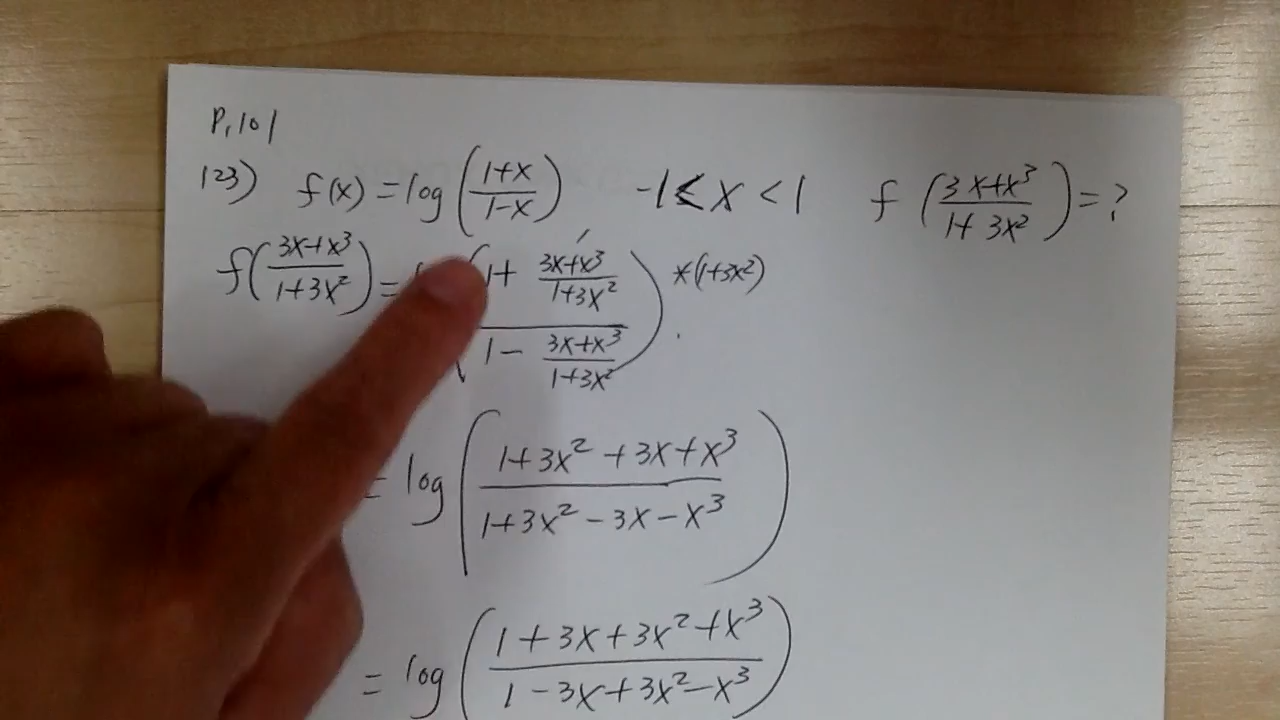 P.101
123) f(x) = log((1+x)/(1-x)) -1 ≤ x < 1 f((3x+x³)/(1+3x²)) = ?
f((3x+x³)/(1+3x²)) = ((1+ (3x+x³)/(1+3x²))/(1- (3x+x³)/(1+3x²))) *(1+3x²)
= log((1+3x²+3x+x³)/(1+3x²-3x-x³))
= log((1+3x+3x²+x³)/(1-3x+3x²-x³))